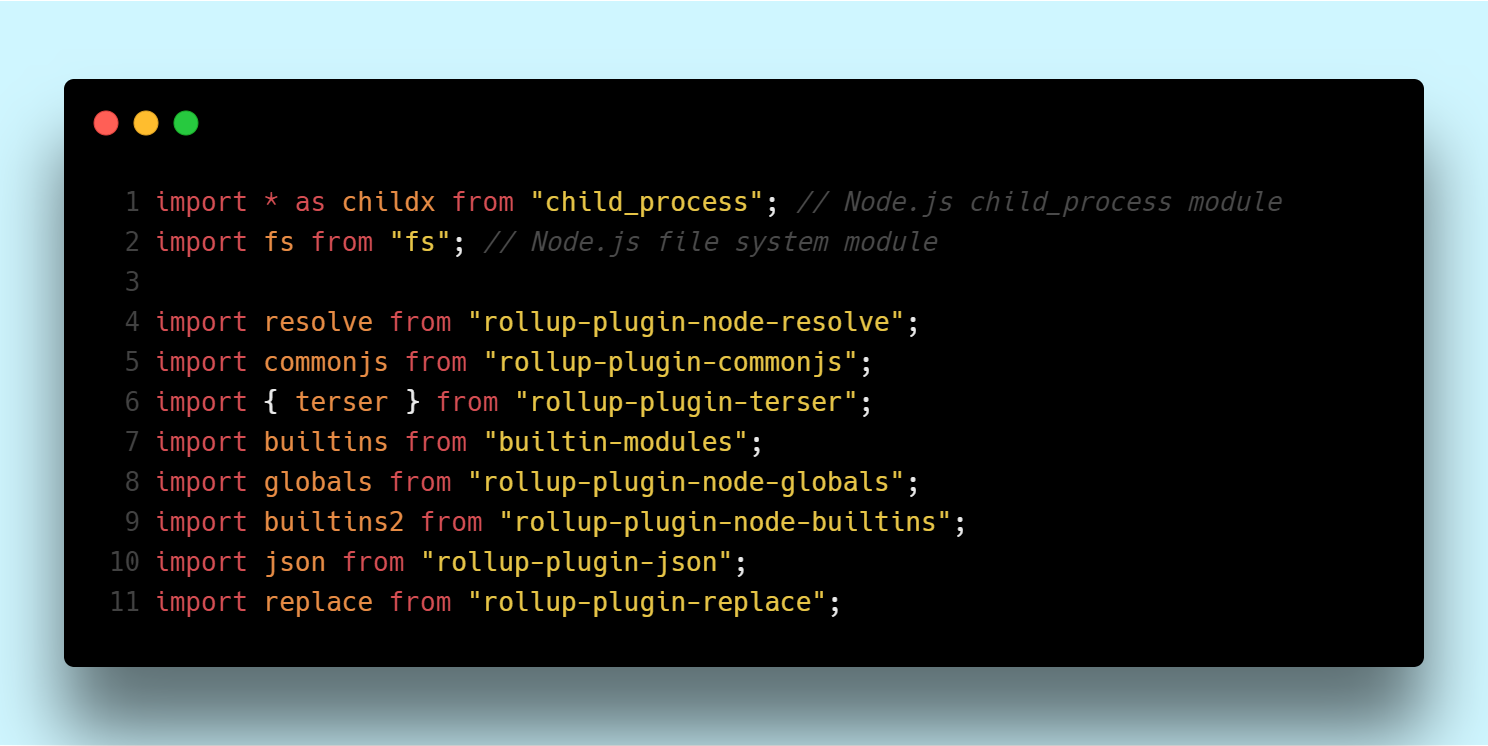 1 import * as childx from "child_process"; // Node.js child_process module
2 import fs from "fs"; // Node.js file system module
3
4 import resolve from "rollup-plugin-node-resolve";
5 import commonjs from "rollup-plugin-commonjs";
6 import { terser } from "rollup-plugin-terser";
7 import builtins from "builtin-modules";
8 import globals from "rollup-plugin-node-globals";
9 import builtins2 from "rollup-plugin-node-builtins";
10 import json from "rollup-plugin-json";
11 import replace from "rollup-plugin-replace";